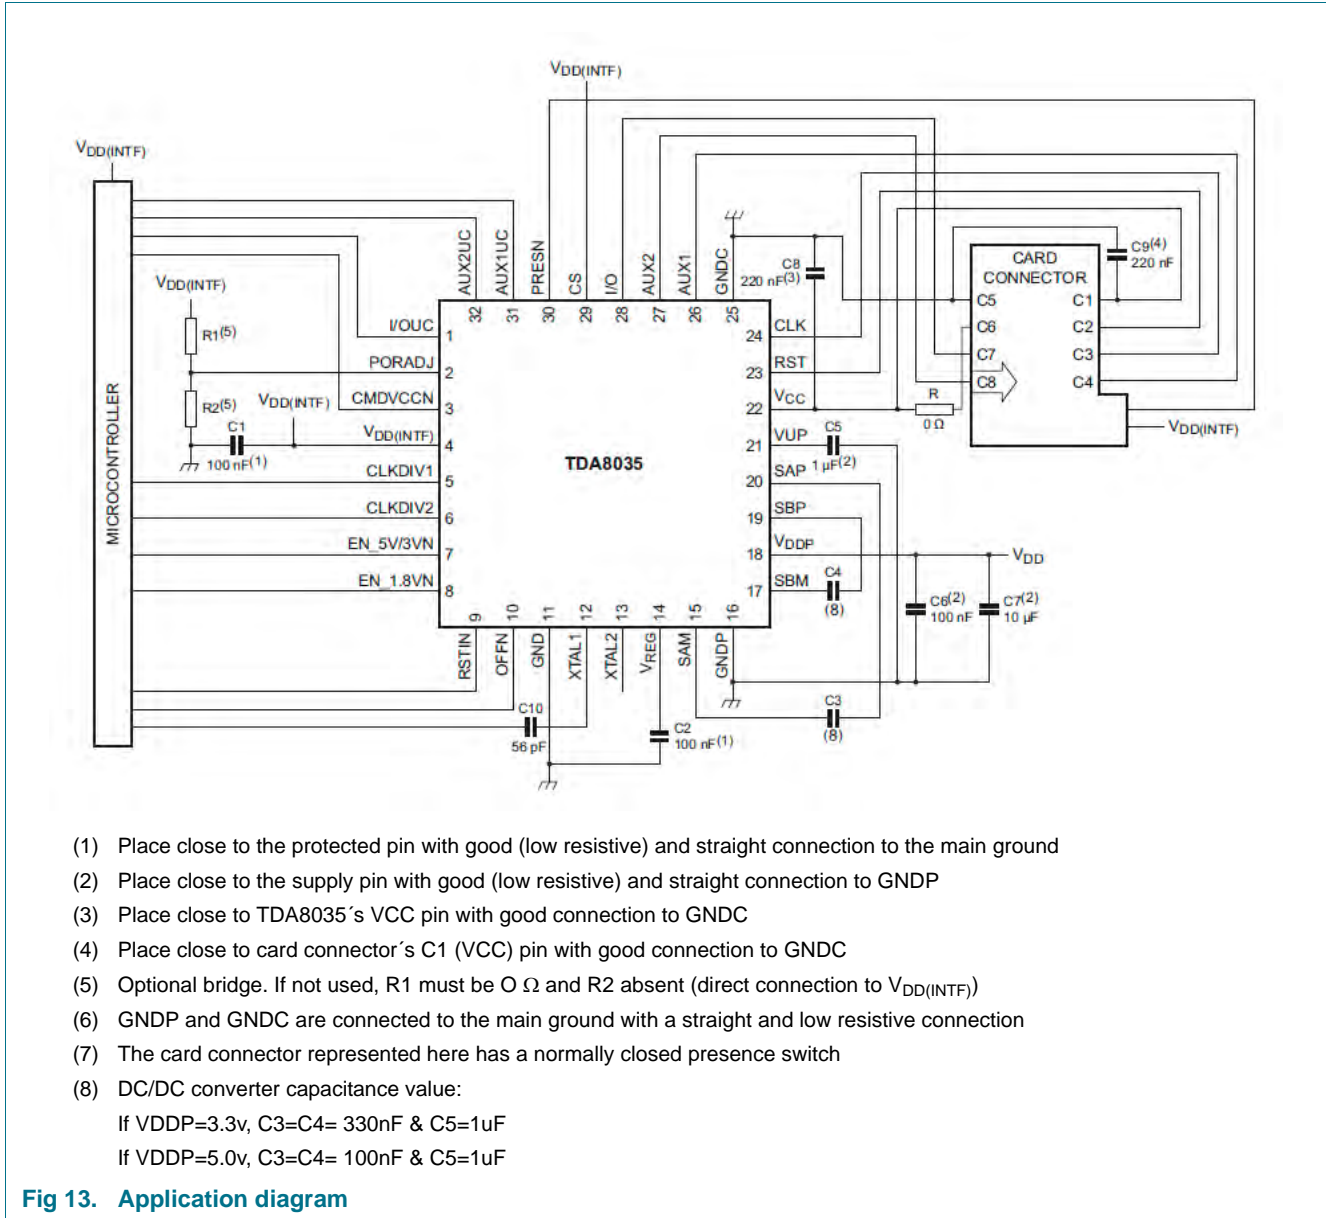 VDD(INTF)
VDD(INTF)
MICROCONTROLLER
VDD(INTF)
R1(5)
R2(5)
VDD(INTF)
C1
100 nF(1)
AUX2UC
AUX1UC
PRESN
CS
I/O
AUX2
AUX1
GNDC
32
31
30
29
28
27
26
25
I/OUC
1
PORADJ
2
CMDVCCN
3
VDD(INTF)
4
CLKDIV1
5
CLKDIV2
6
EN_5V/3VN
7
EN_1.8VN
8
TDA8035
24
CLK
23
RST
22
VCC
21
VUP
20
SAP
19
SBP
18
VDDP
17
SBM
9
10
11
12
13
14
15
16
RSTIN
OFFN
GND
XTAL1
XTAL2
VREG
SAM
GNDP
C8
220 nF(3)
C9(4)
220 nF
CARD
CONNECTOR
C5
C6
C7
C8
C1
C2
C3
C4
R
0 Ω
VDD(INTF)
C5
1 µF(2)
C4
(8)
VDD
C6(2)
100 nF
C7(2)
10 µF
C3
(8)
C10
56 pF
C2
100 nF(1)
(1) Place close to the protected pin with good (low resistive) and straight connection to the main ground
(2) Place close to the supply pin with good (low resistive) and straight connection to GNDP
(3) Place close to TDA8035´s VCC pin with good connection to GNDC
(4) Place close to card connector´s C1 (VCC) pin with good connection to GNDC
(5) Optional bridge. If not used, R1 must be O Ω and R2 absent (direct connection to VDD(INTF))
(6) GNDP and GNDC are connected to the main ground with a straight and low resistive connection
(7) The card connector represented here has a normally closed presence switch
(8) DC/DC converter capacitance value:
If VDDP=3.3v, C3=C4= 330nF & C5=1uF
If VDDP=5.0v, C3=C4= 100nF & C5=1uF
Fig 13. Application diagram